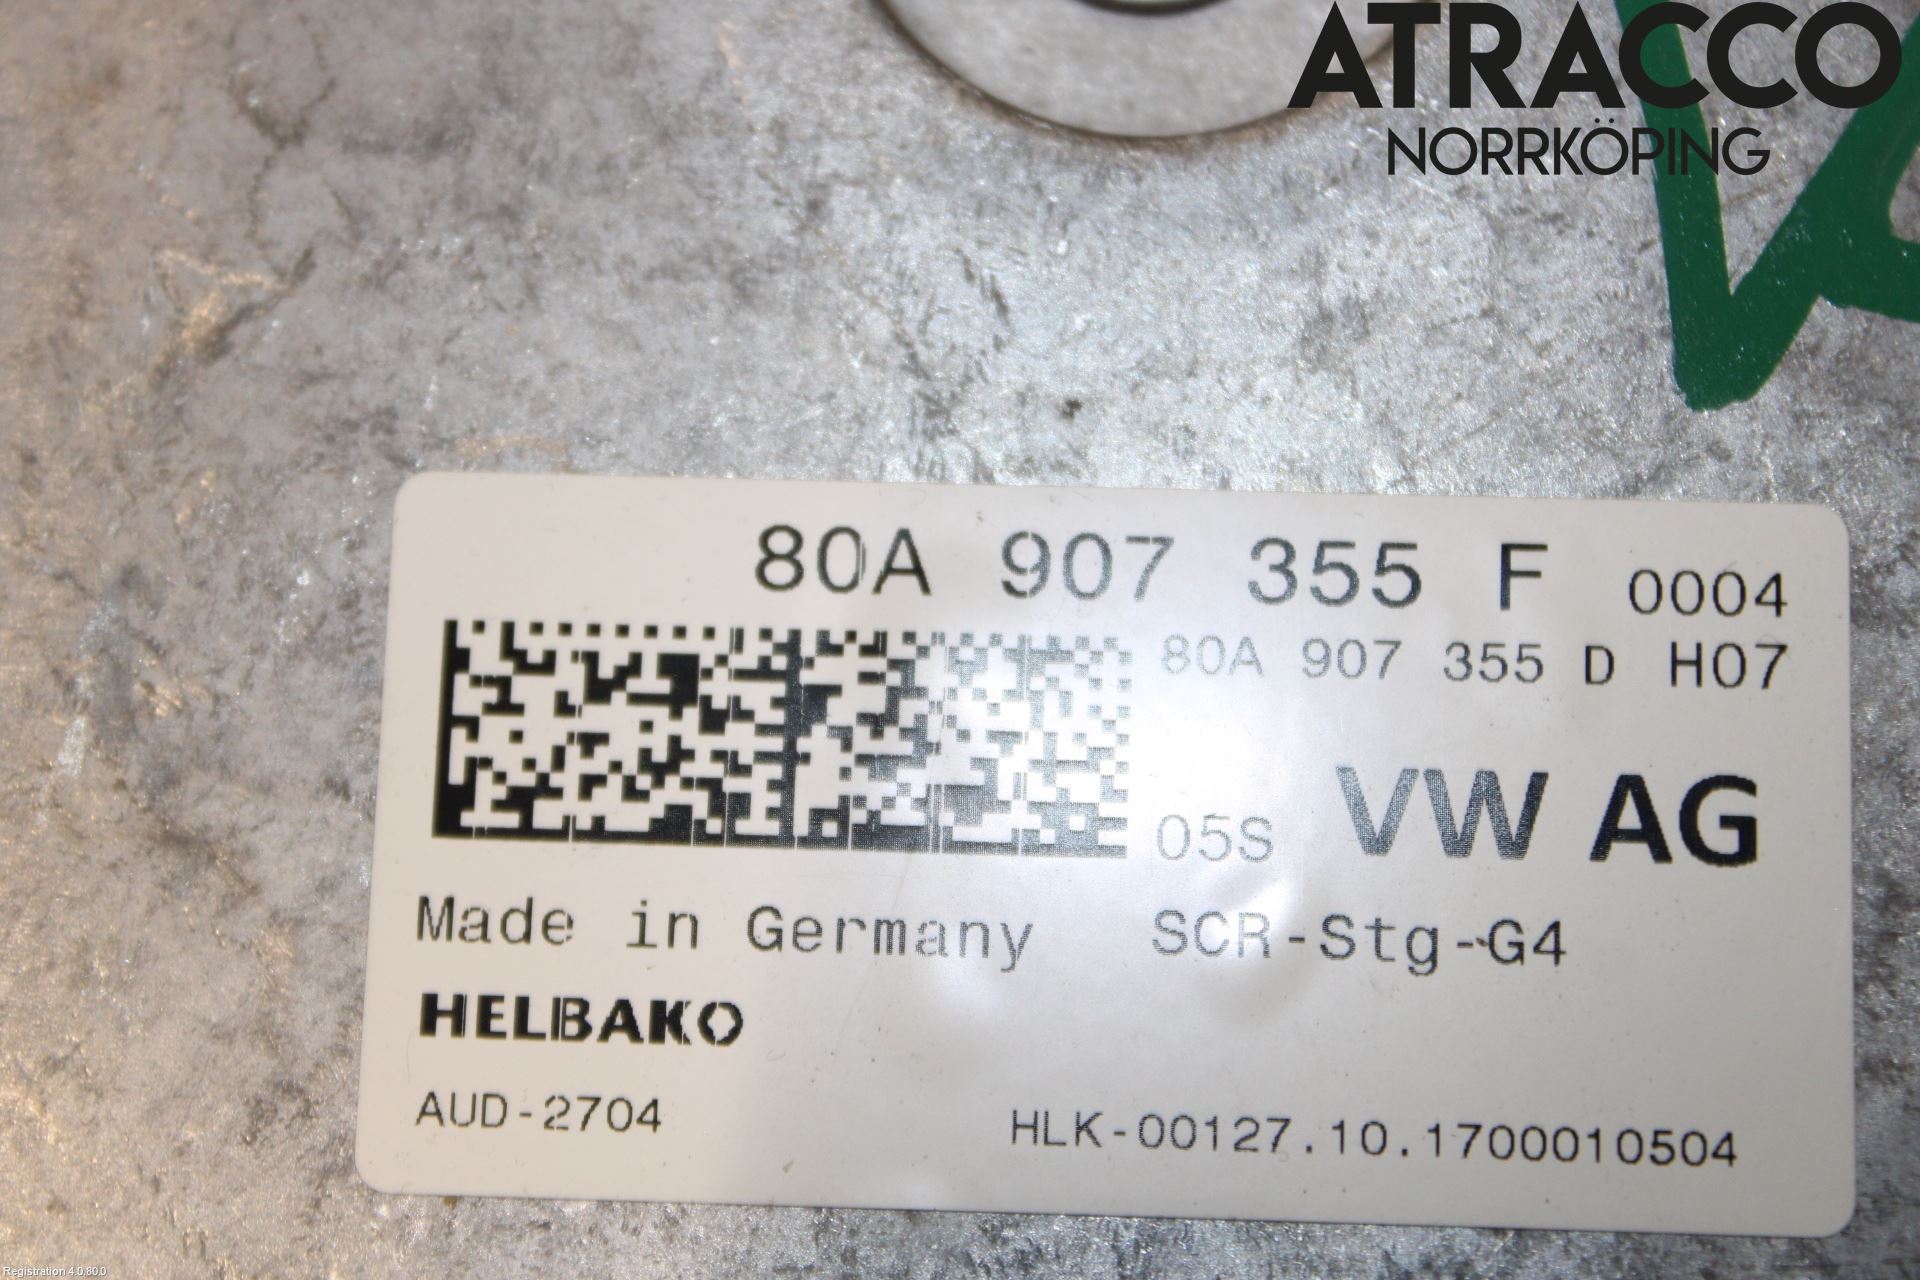 ATRACCO
NORRKÖPING
80A 907 355 F 0004
80A 907 355 D H07
05S VW AG
Made in Germany SCR-Stg-G4
HELBAKO
AUD-2704
HLK-00127.10.1700010504
Registration 4.0.80.0